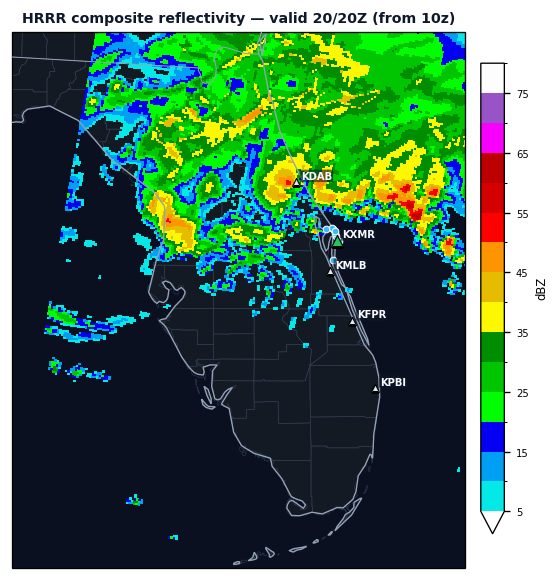 HRRR composite reflectivity — valid 20/20Z (from 10z)
KDAB
KXMR
KMLB
KFPR
KPBI
75
65
55
45
35
25
15
5
dBZ